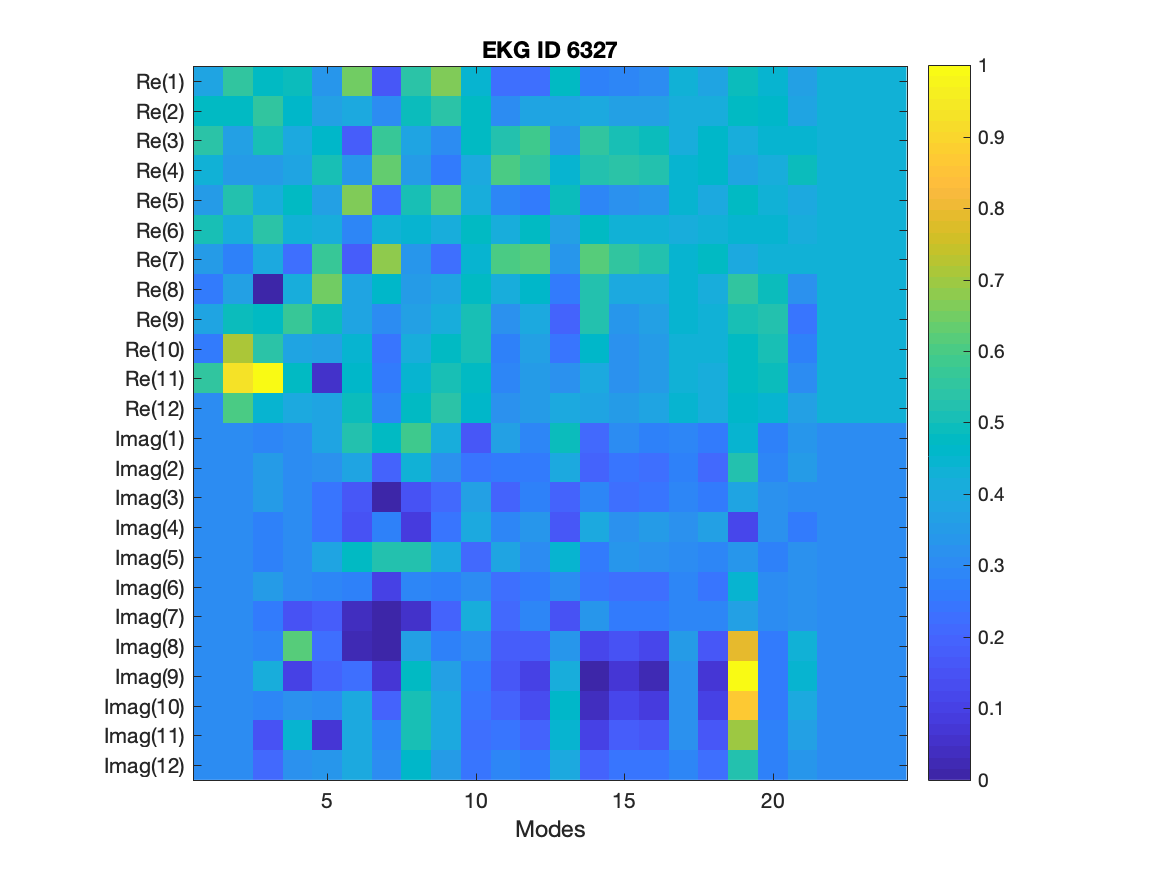 EKG ID 6327
Re(1)
Re(2)
Re(3)
Re(4)
Re(5)
Re(6)
Re(7)
Re(8)
Re(9)
Re(10)
Re(11)
Re(12)
Imag(1)
Imag(2)
Imag(3)
Imag(4)
Imag(5)
Imag(6)
Imag(7)
Imag(8)
Imag(9)
Imag(10)
Imag(11)
Imag(12)
5 10 15 20
Modes
1
0.9
0.8
0.7
0.6
0.5
0.4
0.3
0.2
0.1
0